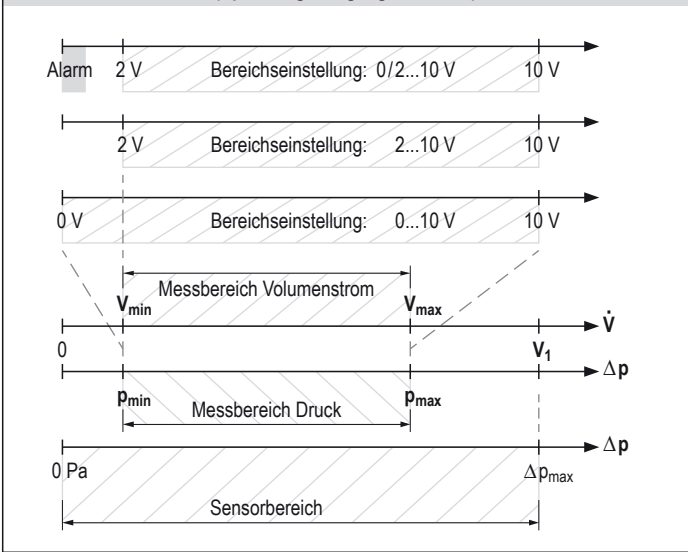 Alarm 2 V Bereichseinstellung: 0/2...10 V 10 V
2 V Bereichseinstellung: 2...10 V 10 V
0 V Bereichseinstellung: 0...10 V 10 V
Messbereich Volumenstrom
Vmin Vmax
V̇
0 V1
Δp
pmin Messbereich Druck pmax
Δp
0 Pa Δpmax
Sensorbereich